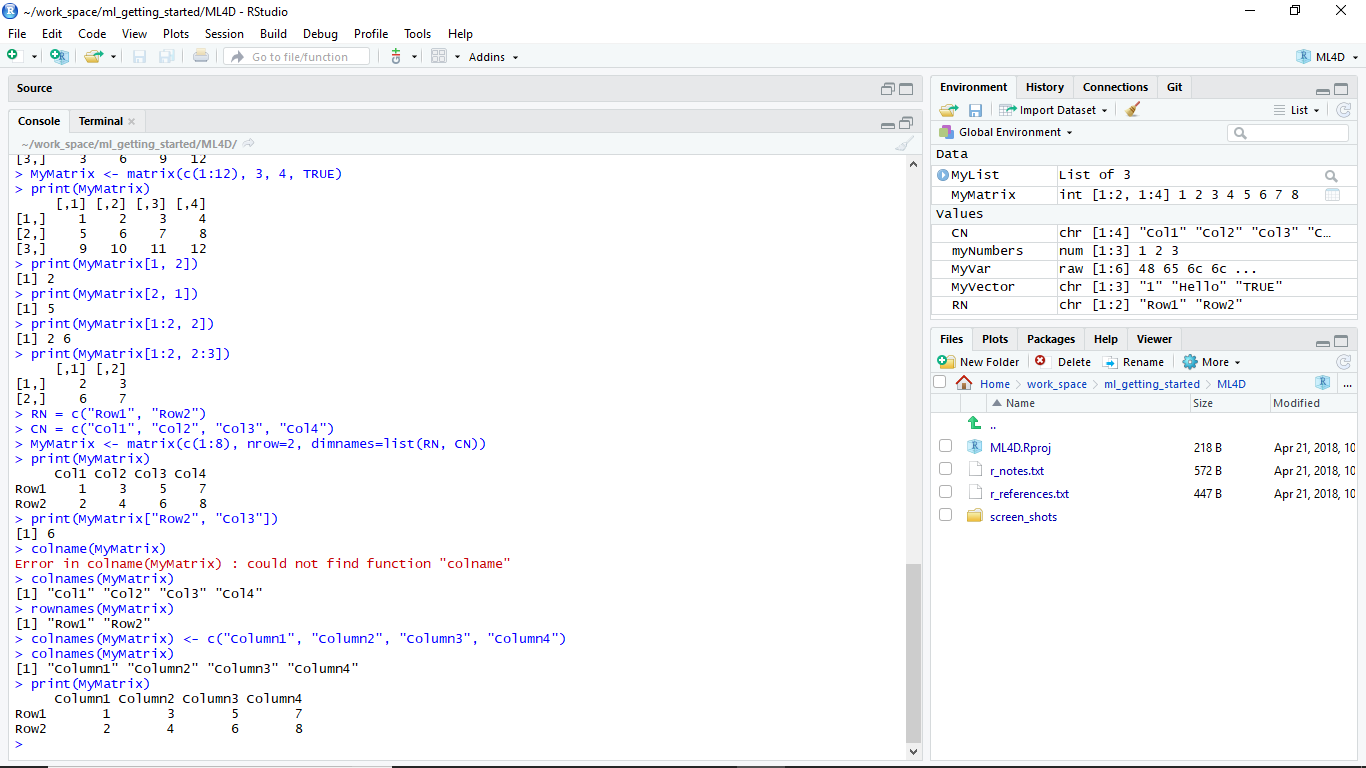 ~/work_space/ml_getting_started/ML4D - RStudio
File Edit Code View Plots Session Build Debug Profile Tools Help
Go to file/function Addins ML4D
Source
Console Terminal
~/work_space/ml_getting_started/ML4D/
[3,] 3 6 9 12
> MyMatrix <- matrix(c(1:12), 3, 4, TRUE)
> print(MyMatrix)
[,1] [,2] [,3] [,4]
[1,] 1 2 3 4
[2,] 5 6 7 8
[3,] 9 10 11 12
> print(MyMatrix[1, 2])
[1] 2
> print(MyMatrix[2, 1])
[1] 5
> print(MyMatrix[1:2, 2])
[1] 2 6
> print(MyMatrix[1:2, 2:3])
[,1] [,2]
[1,] 2 3
[2,] 6 7
> RN = c("Row1", "Row2")
> CN = c("Col1", "Col2", "Col3", "Col4")
> MyMatrix <- matrix(c(1:8), nrow=2, dimnames=list(RN, CN))
> print(MyMatrix)
Col1 Col2 Col3 Col4
Row1 1 3 5 7
Row2 2 4 6 8
> print(MyMatrix["Row2", "Col3"])
[1] 6
> colname(MyMatrix)
Error in colname(MyMatrix) : could not find function "colname"
> colnames(MyMatrix)
[1] "Col1" "Col2" "Col3" "Col4"
> rownames(MyMatrix)
[1] "Row1" "Row2"
> colnames(MyMatrix) <- c("Column1", "Column2", "Column3", "Column4")
> colnames(MyMatrix)
[1] "Column1" "Column2" "Column3" "Column4"
> print(MyMatrix)
Column1 Column2 Column3 Column4
Row1 1 3 5 7
Row2 2 4 6 8
>
Environment History Connections Git
Import Dataset List
Global Environment
Data
MyList List of 3
MyMatrix int [1:2, 1:4] 1 2 3 4 5 6 7 8
Values
CN chr [1:4] "Col1" "Col2" "Col3" "C…
myNumbers num [1:3] 1 2 3
MyVar raw [1:6] 48 65 6c 6c ...
MyVector chr [1:3] "1" "Hello" "TRUE"
RN chr [1:2] "Row1" "Row2"
Files Plots Packages Help Viewer
New Folder Delete Rename More
Home work_space ml_getting_started ML4D ...
Name Size Modified
..
ML4D.Rproj 218 B Apr 21, 2018, 10
r_notes.txt 572 B Apr 21, 2018, 10
r_references.txt 447 B Apr 21, 2018, 10
screen_shots